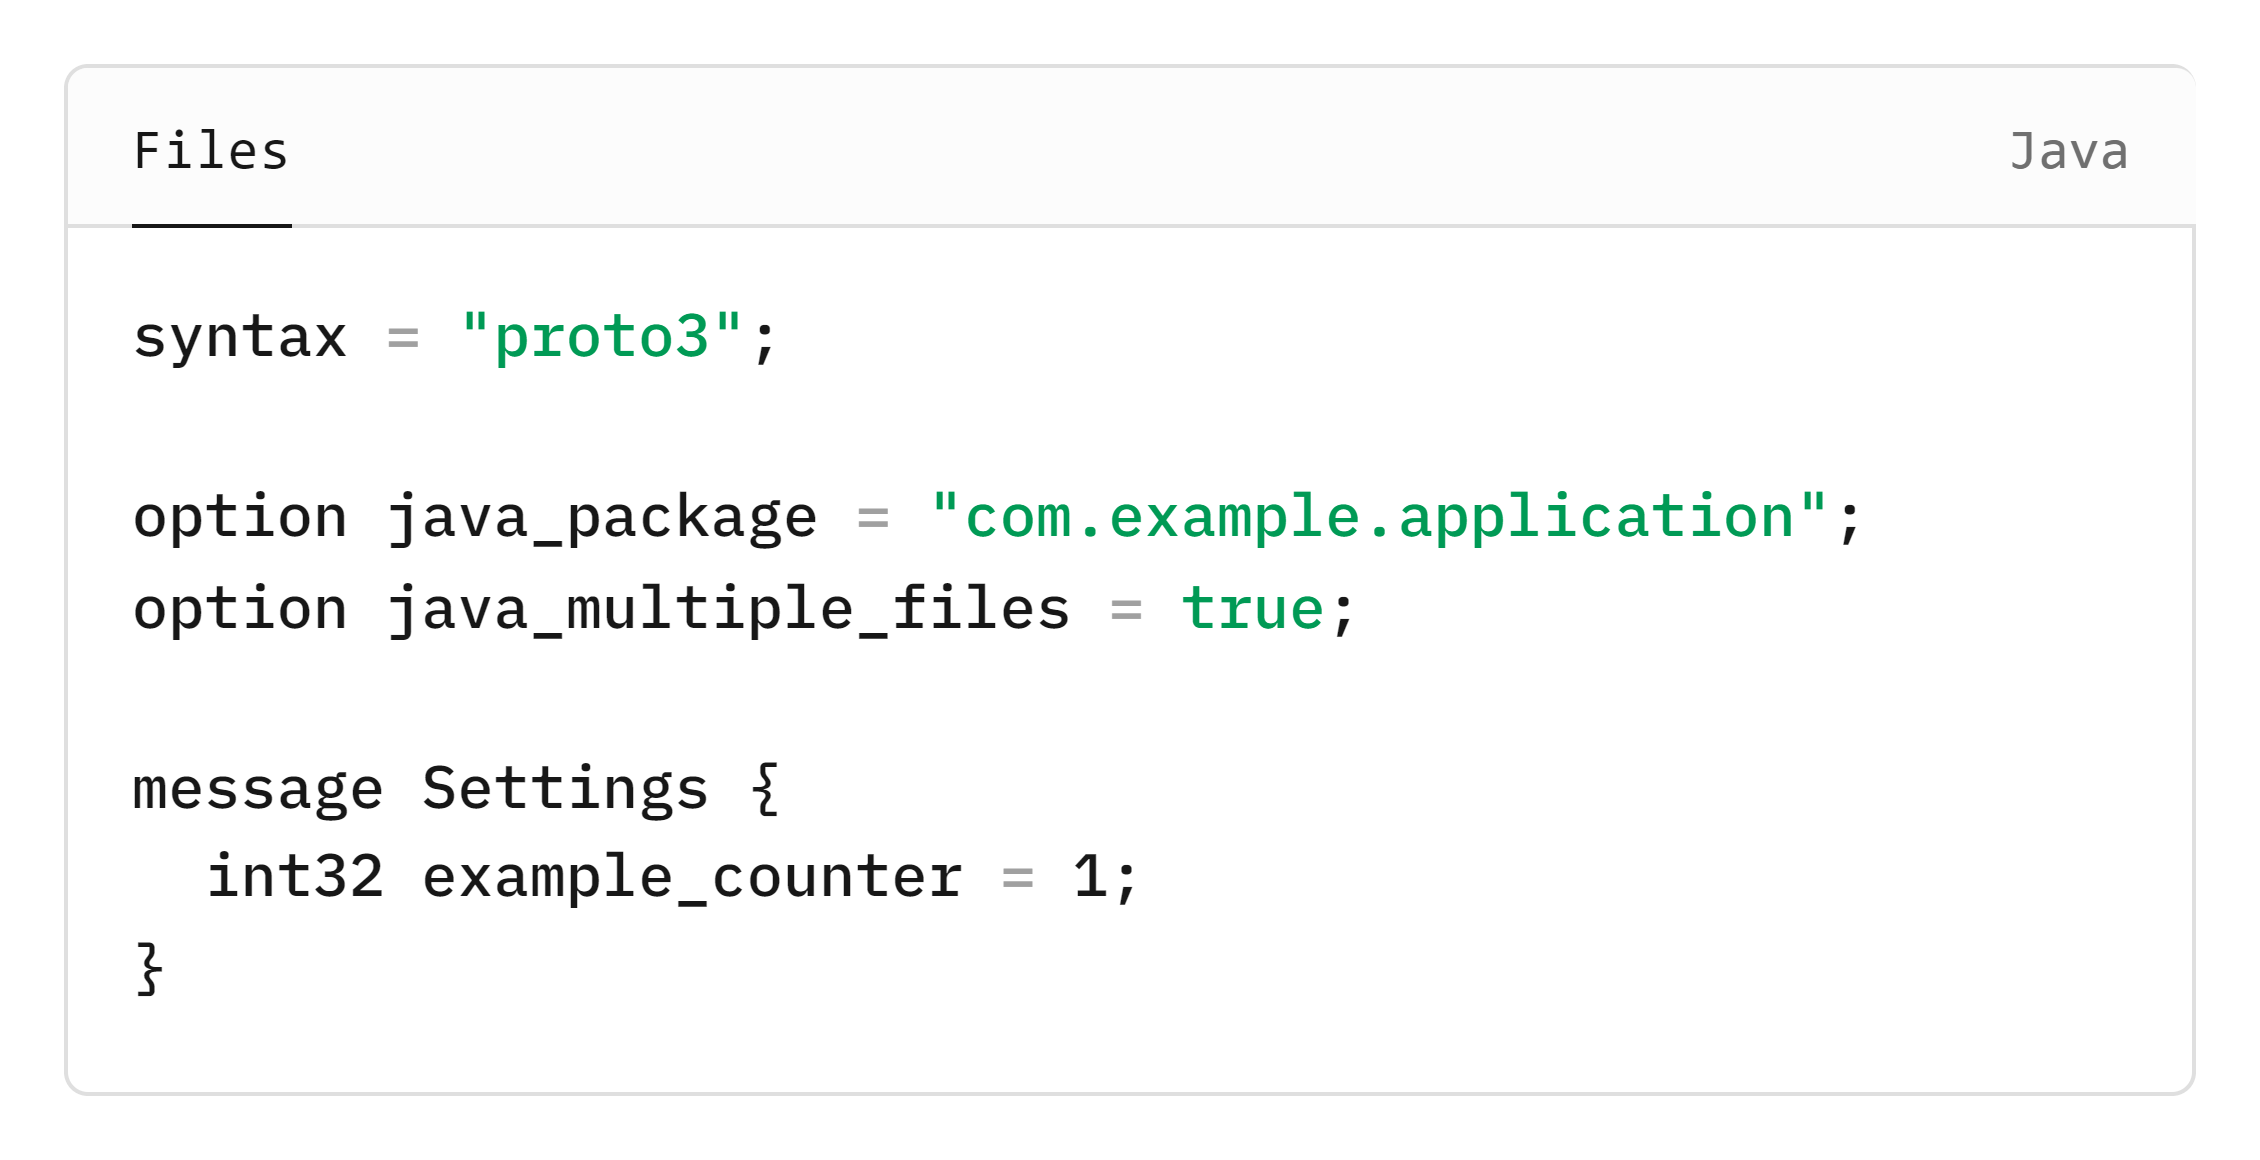 Files
Java
syntax = "proto3";
option java_package = "com.example.application";
option java_multiple_files = true;
message Settings {
  int32 example_counter = 1;
}